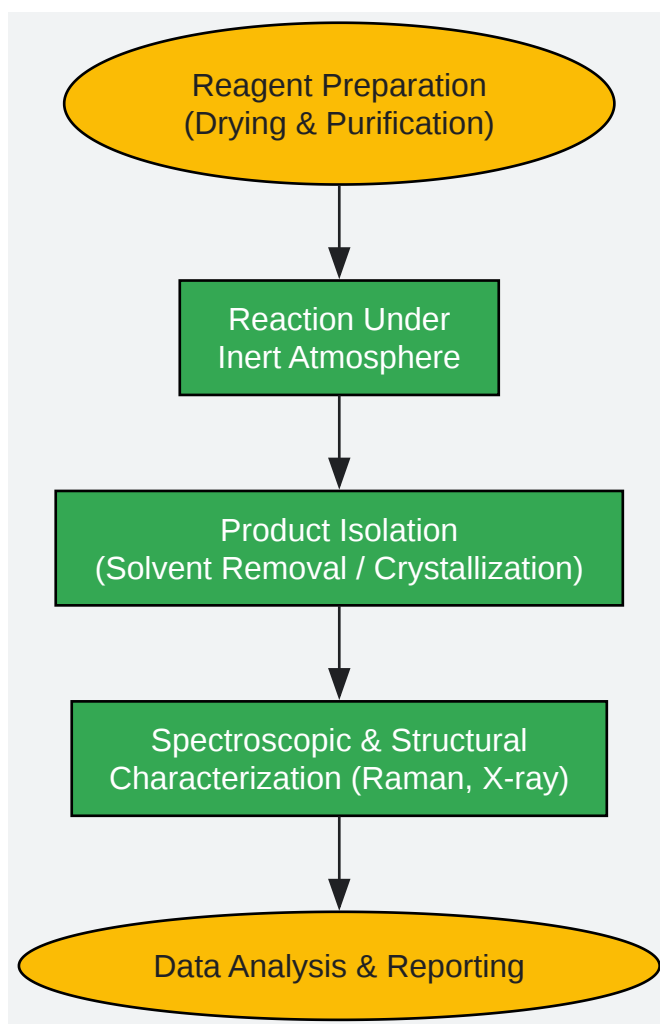 Reagent Preparation
(Drying & Purification)
Reaction Under
Inert Atmosphere
Product Isolation
(Solvent Removal / Crystallization)
Spectroscopic & Structural
Characterization (Raman, X-ray)
Data Analysis & Reporting